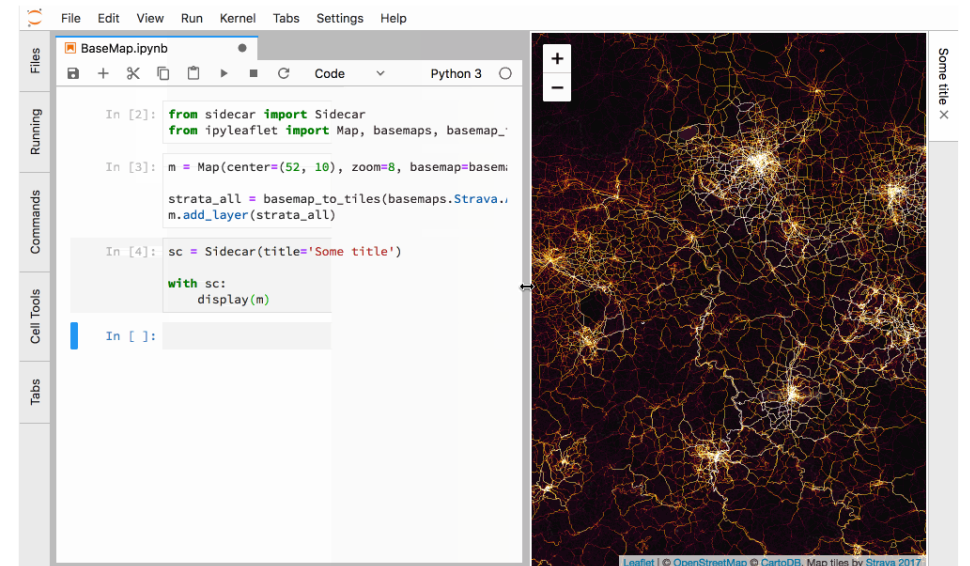 File Edit View Run Kernel Tabs Settings Help
Files
Running
Commands
Cell Tools
Tabs
BaseMap.ipynb
Code
Python 3
In [2]: from sidecar import Sidecar
from ipyleaflet import Map, basemaps, basemap_
In [3]: m = Map(center=(52, 10), zoom=8, basemap=basema
strata_all = basemap_to_tiles(basemaps.Strava.
m.add_layer(strata_all)
In [4]: sc = Sidecar(title='Some title')
with sc:
display(m)
In [ ]:
+
−
Some title
Leaflet | © OpenStreetMap © CartoDB, Map tiles by Strava 2017